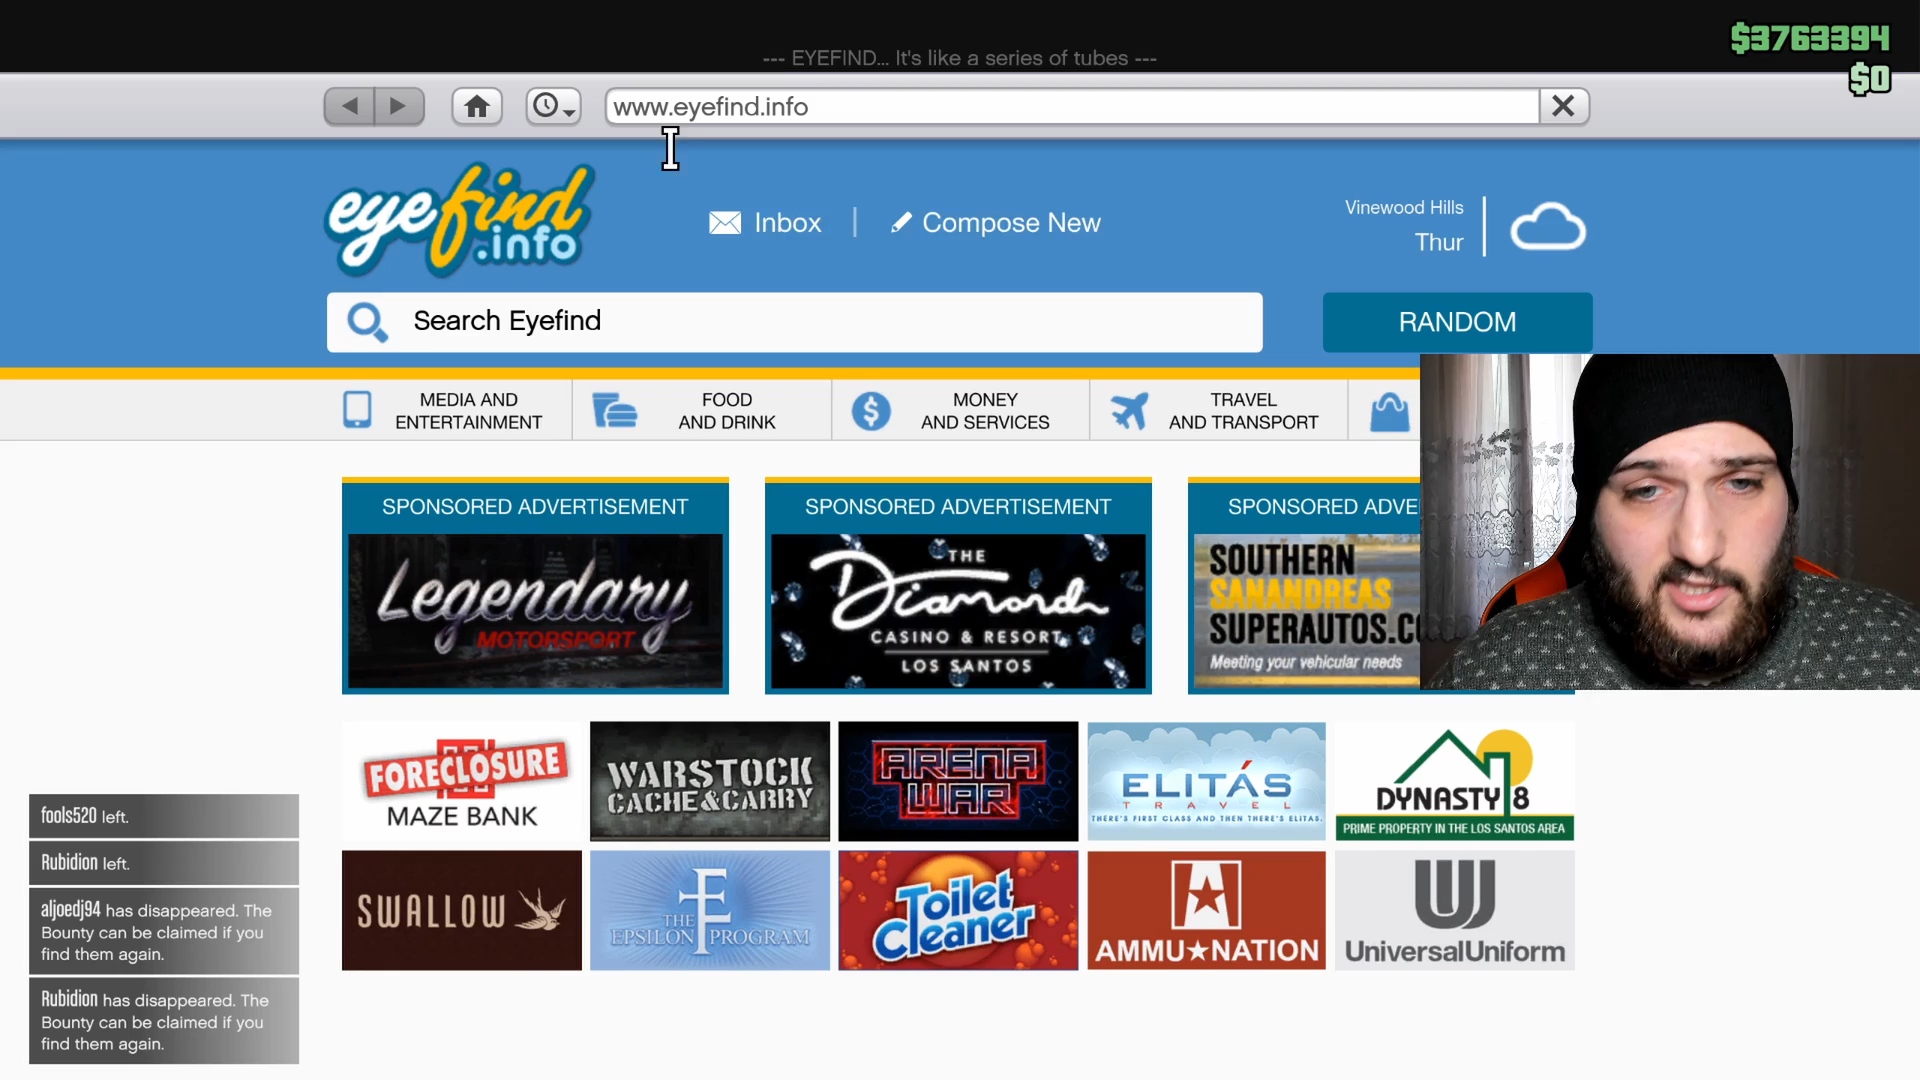 $3763394
--- EYEFIND... It's like a series of tubes ---
$0
www.eyefind.info
eyefind.info
Inbox
Compose New
Vinewood Hills
Thur
Search Eyefind
RANDOM
MEDIA AND
ENTERTAINMENT
FOOD
AND DRINK
MONEY
AND SERVICES
TRAVEL
AND TRANSPORT
SPONSORED ADVERTISEMENT
SPONSORED ADVERTISEMENT
SPONSORED ADVE
Legendary
MOTORSPORT
THE
Diamond
CASINO & RESORT
LOS SANTOS
SOUTHERN
SANANDREAS
SUPERAUTOS.CO
Meeting your vehicular needs
FORECLOSURE
MAZE BANK
WARSTOCK
CACHE&CARRY
ARENA
WAR
ELITÁS
TRAVEL
THERE'S FIRST CLASS AND THEN THERE'S ELITAS.
DYNASTY 8
PRIME PROPERTY IN THE LOS SANTOS AREA
SWALLOW
THE
EPSILON PROGRAM
Toilet
Cleaner
AMMU★NATION
UniversalUniform
fools520 left.
Rubidion left.
aljoedj94 has disappeared. The
Bounty can be claimed if you
find them again.
Rubidion has disappeared. The
Bounty can be claimed if you
find them again.